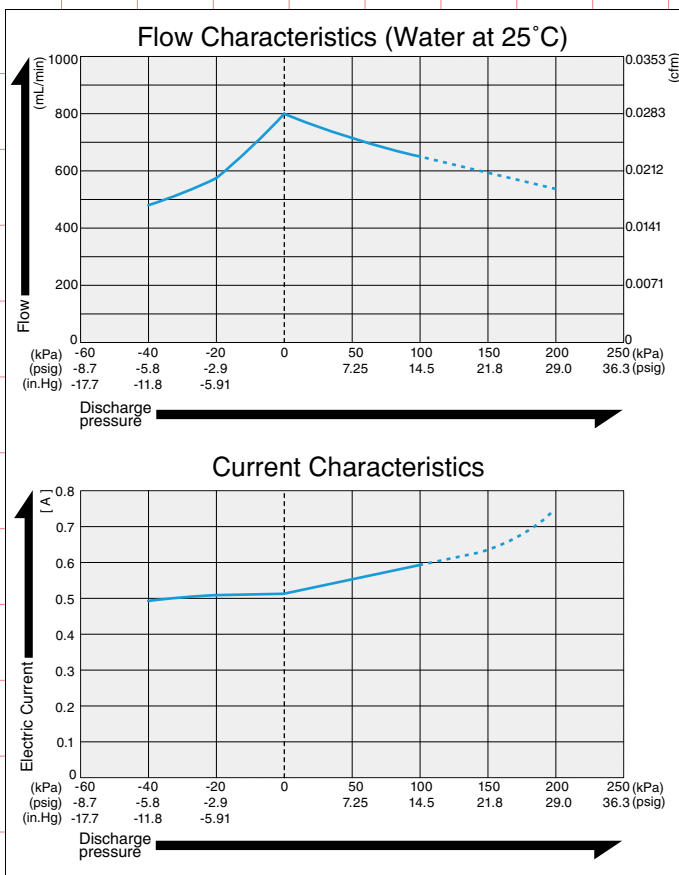 Flow Characteristics (Water at 25˚C)
(mL/min)
(cfm)
1000
0.0353
800
0.0283
600
0.0212
400
0.0141
200
0.0071
0
0
Flow
(kPa) -60 -40 -20 0 50 100 150 200 250 (kPa)
(psig) -8.7 -5.8 -2.9 7.25 14.5 21.8 29.0 36.3 (psig)
(in.Hg) -17.7 -11.8 -5.91
Discharge
pressure
Current Characteristics
[ A ]
0.8
0.7
0.6
0.5
0.4
0.3
0.2
0.1
0
Electric Current
(kPa) -60 -40 -20 0 50 100 150 200 250 (kPa)
(psig) -8.7 -5.8 -2.9 7.25 14.5 21.8 29.0 36.3 (psig)
(in.Hg) -17.7 -11.8 -5.91
Discharge
pressure